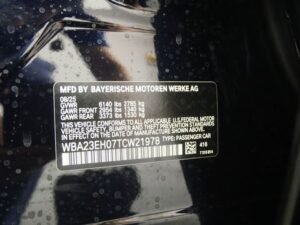 MFD BY BAYERISCHE MOTOREN WERKE AG
08/25
GVWR 6140 lbs 2785 kg
GAWR FRONT 2954 lbs 1340 kg
GAWR REAR 3373 lbs 1530 kg
THIS VEHICLE CONFORMS TO ALL APPLICABLE U.S. FEDERAL MOTOR VEHICLE
SAFETY, BUMPER AND THEFT PREVENTION STANDARDS IN
EFFECT ON THE DATE OF MANUFACTURE SHOWN ABOVE.
WBA23EH07TCW21978 TYPE: PASSENGER CAR
416